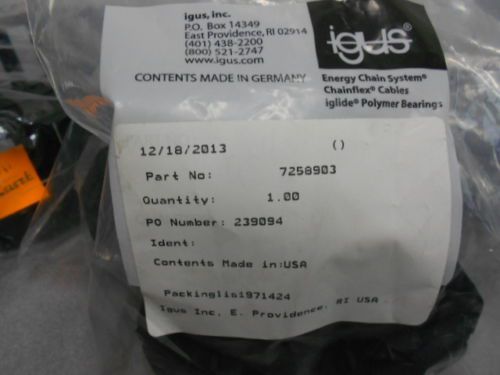 igus, inc.
P.O. Box 14349
East Providence, RI 02914
(401) 438-2200
(800) 521-2747
www.igus.com
CONTENTS MADE IN GERMANY
igus®
Energy Chain System®
Chainflex® Cables
iglide® Polymer Bearings
12/18/2013 ()
Part No: 7258903
Quantity: 1.00
PO Number: 239094
Ident:
Contents Made in:USA
Packinglis1971424
Igus Inc, E. Providence, RI USA